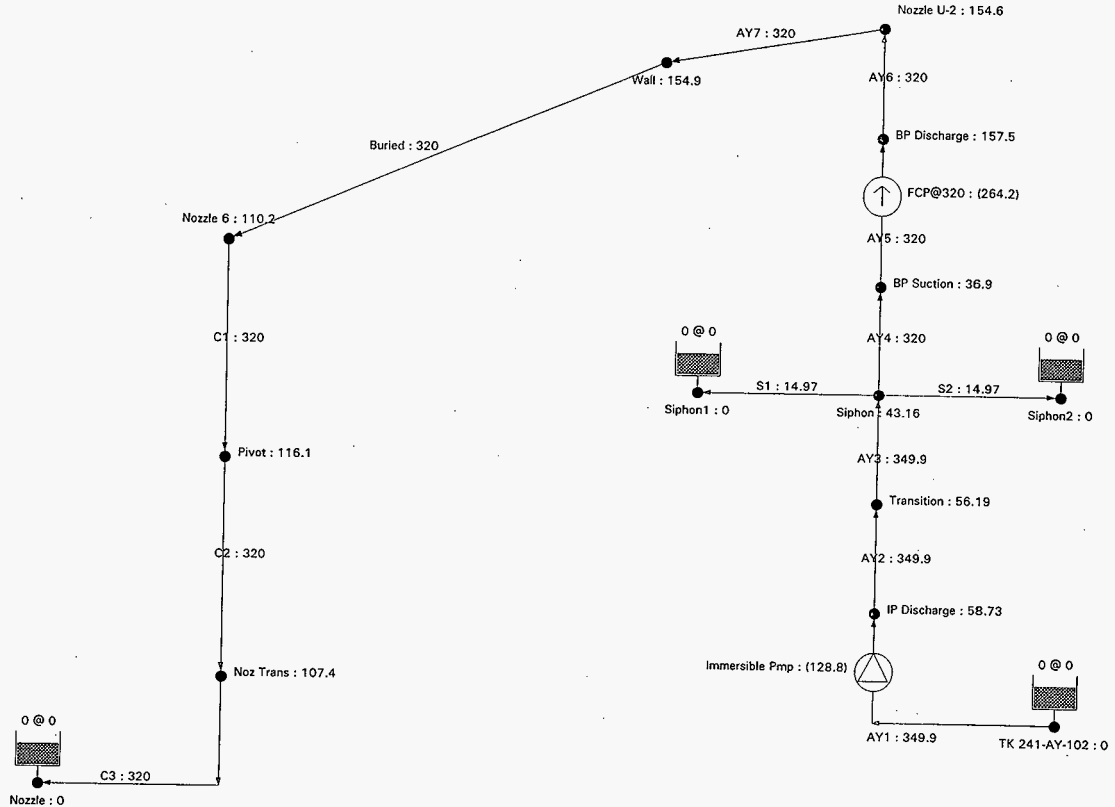 Nozzle U-2 : 154.6
AY7 : 320
Wall : 154.9
AY6 : 320
BP Discharge : 157.5
Buried : 320
FCP@320 : (264.2)
Nozzle 6 : 110.2
AY5 : 320
BP Suction : 36.9
C1 : 320
0 @ 0
AY4 : 320
0 @ 0
S1 : 14.97
S2 : 14.97
Siphon1 : 0
Siphon : 43.16
Siphon2 : 0
Pivot : 116.1
AY3 : 349.9
Transition : 56.19
C2 : 320
AY2 : 349.9
IP Discharge : 58.73
Noz Trans : 107.4
Immersible Pmp : (128.8)
0 @ 0
0 @ 0
AY1 : 349.9
TK 241-AY-102 : 0
C3 : 320
Nozzle : 0